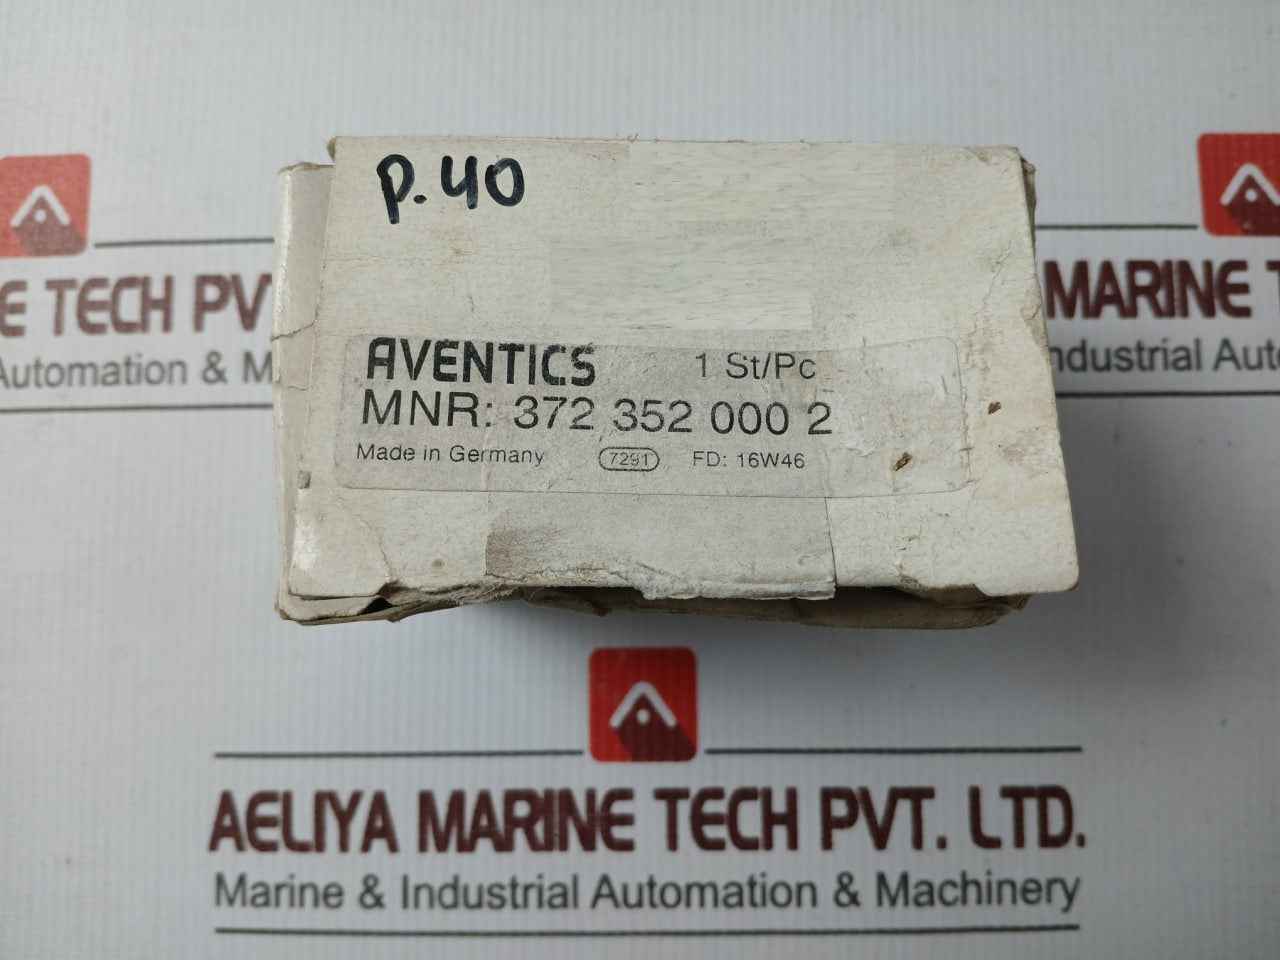 P.40
AVENTICS 1 St/Pc
MNR: 372 352 000 2
Made in Germany 7291 FD: 16W46
E TECH PV
Automation & M
MARINE T
ndustrial Auto
AELIYA MARINE TECH PVT. LTD.
Marine & Industrial Automation & Machinery